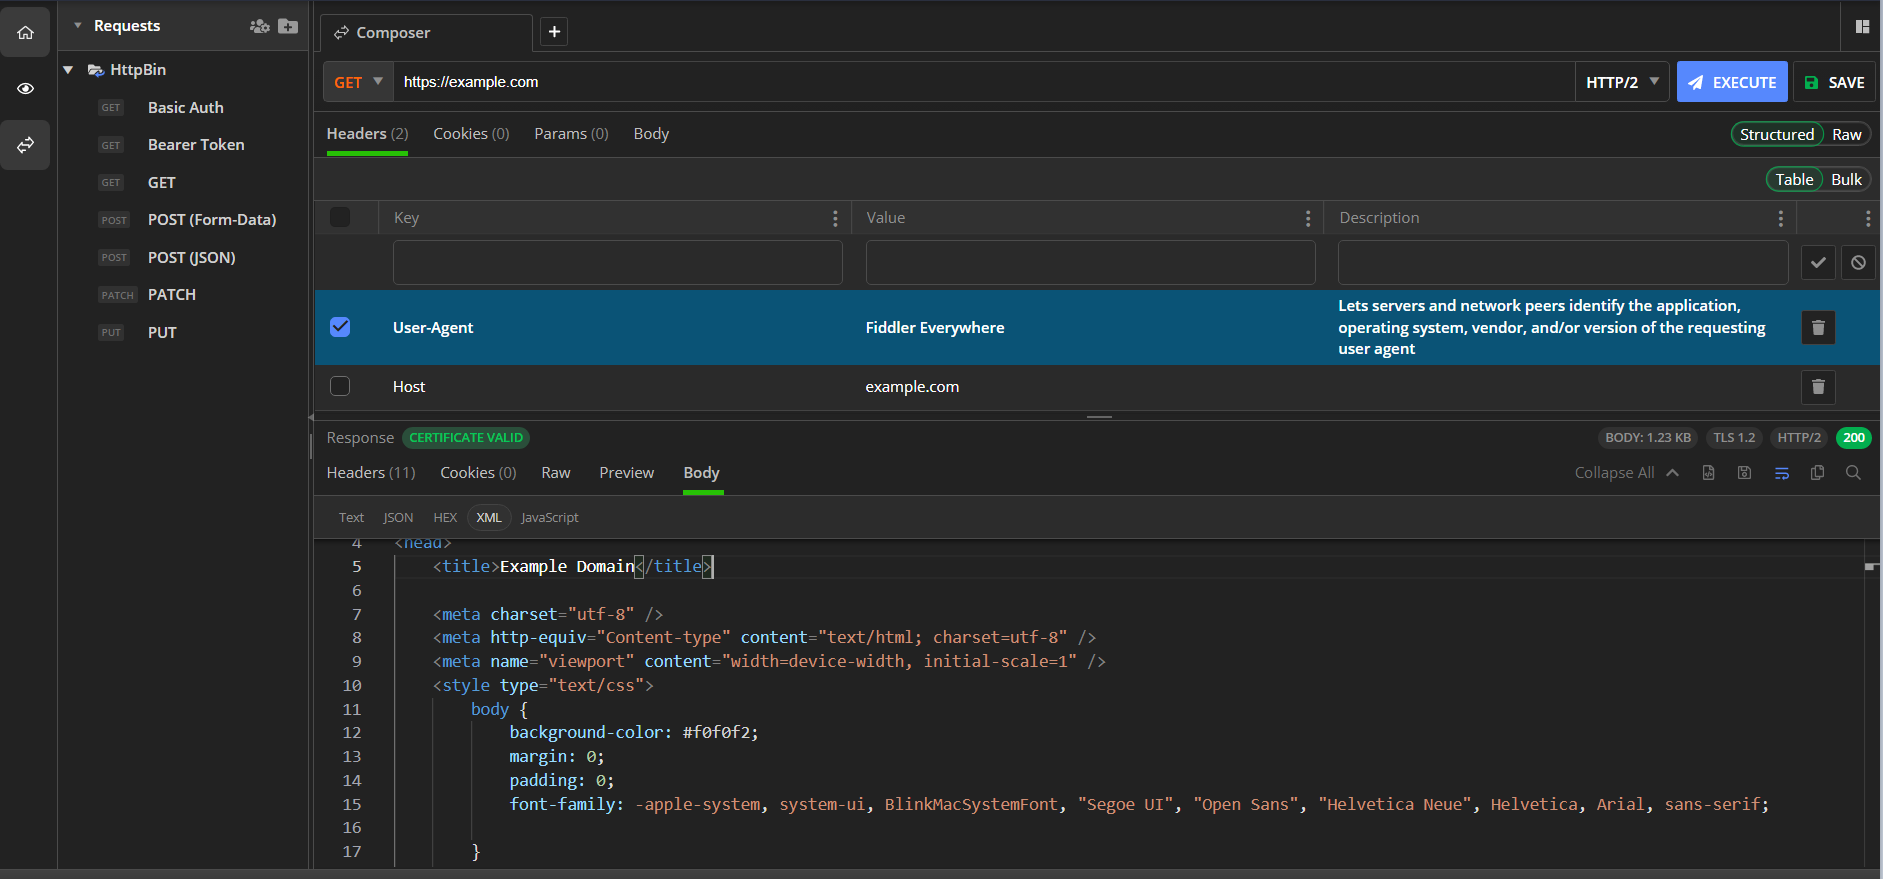 Requests
HttpBin
GET Basic Auth
GET Bearer Token
GET GET
POST POST (Form-Data)
POST POST (JSON)
PATCH PATCH
PUT PUT
Composer
GET https://example.com HTTP/2 EXECUTE SAVE
Headers (2) Cookies (0) Params (0) Body Structured Raw
Table Bulk
Key Value Description
User-Agent Fiddler Everywhere Lets servers and network peers identify the application,
operating system, vendor, and/or version of the requesting
user agent
Host example.com
Response CERTIFICATE VALID BODY: 1.23 KB TLS 1.2 HTTP/2 200
Headers (11) Cookies (0) Raw Preview Body Collapse All
Text JSON HEX XML JavaScript
4 <head>
5 <title>Example Domain</title>
6
7 <meta charset="utf-8" />
8 <meta http-equiv="Content-type" content="text/html; charset=utf-8" />
9 <meta name="viewport" content="width=device-width, initial-scale=1" />
10 <style type="text/css">
11 body {
12 background-color: #f0f0f2;
13 margin: 0;
14 padding: 0;
15 font-family: -apple-system, system-ui, BlinkMacSystemFont, "Segoe UI", "Open Sans", "Helvetica Neue", Helvetica, Arial, sans-serif;
16
17 }